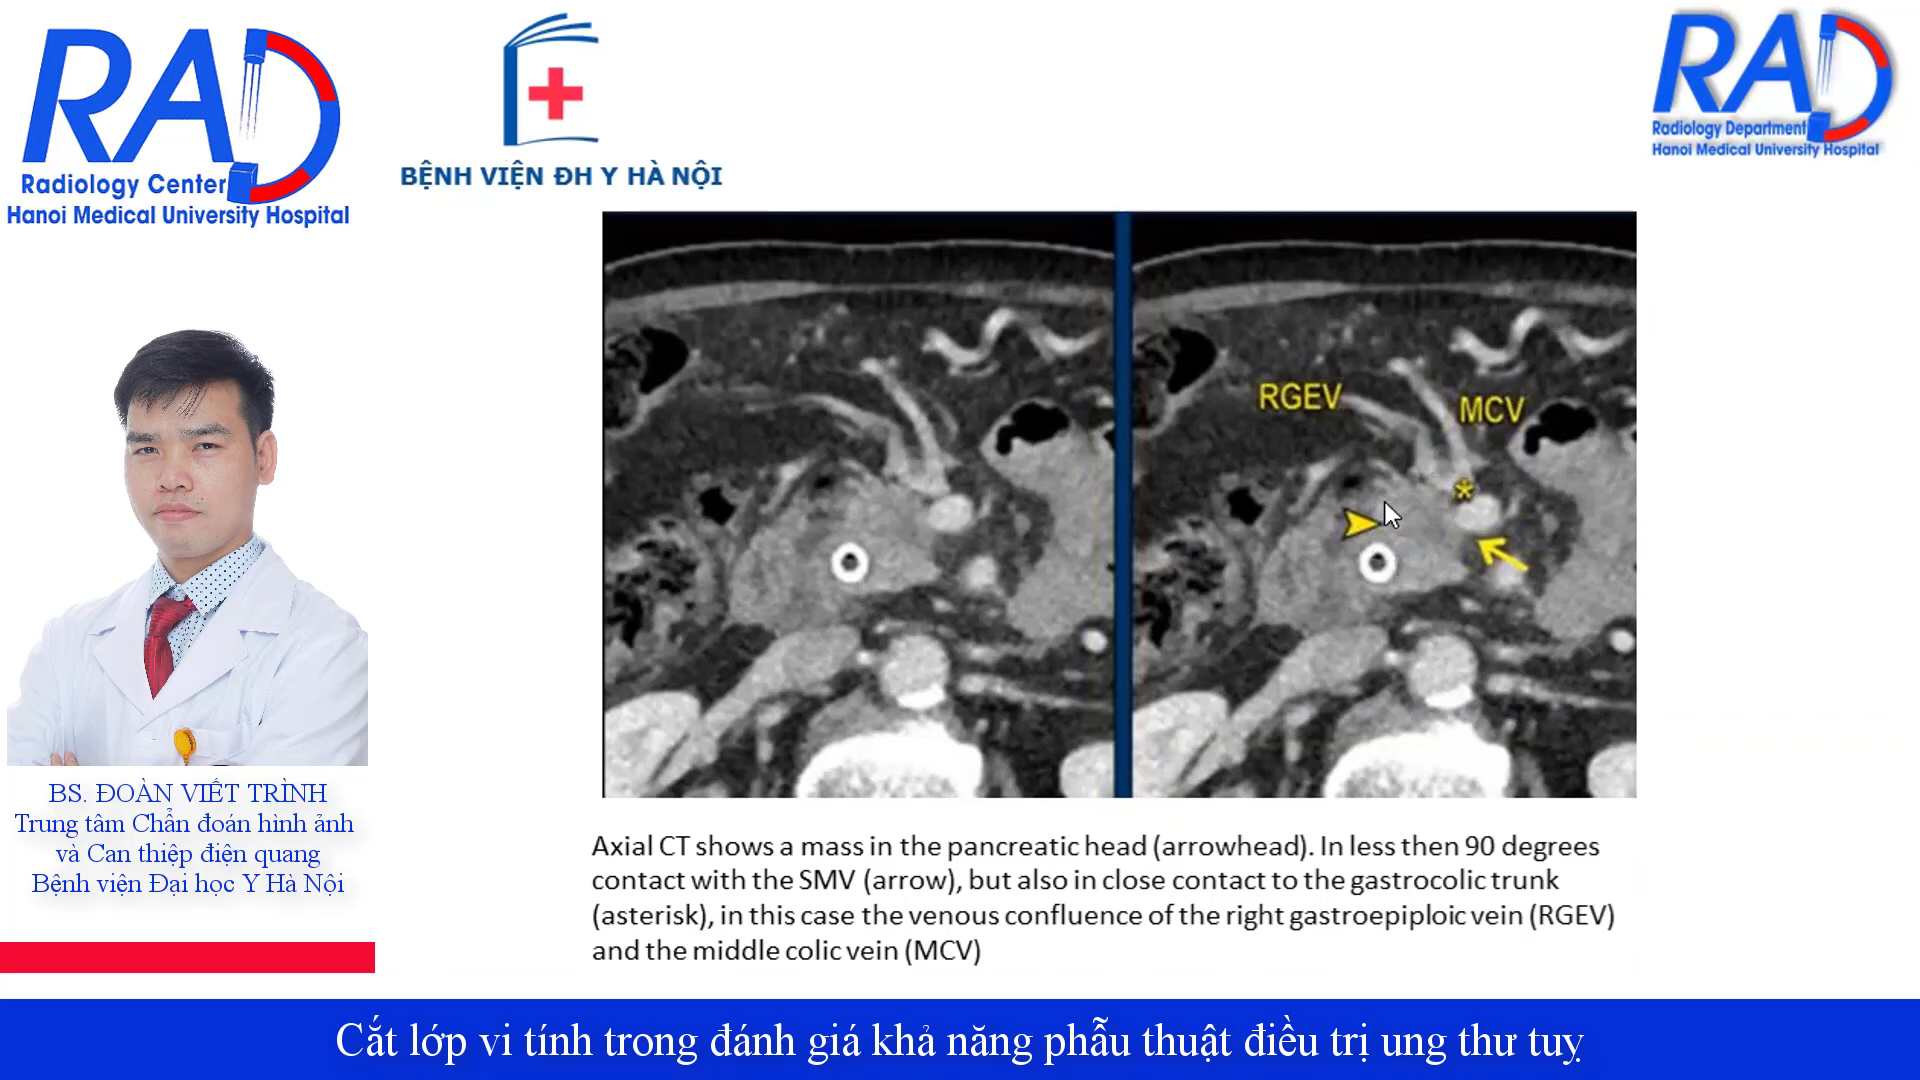 RAD
Radiology Center
Hanoi Medical University Hospital
BỆNH VIỆN ĐH Y HÀ NỘI
RAD
Radiology Department
Hanoi Medical University Hospital
RGEV
MCV
*
BS. ĐOÀN VIẾT TRÌNH
Trung tâm Chẩn đoán hình ảnh
và Can thiệp điện quang
Bệnh viện Đại học Y Hà Nội
Axial CT shows a mass in the pancreatic head (arrowhead). In less then 90 degrees
contact with the SMV (arrow), but also in close contact to the gastrocolic trunk
(asterisk), in this case the venous confluence of the right gastroepiploic vein (RGEV)
and the middle colic vein (MCV)
Cắt lớp vi tính trong đánh giá khả năng phẫu thuật điều trị ung thư tuỵ